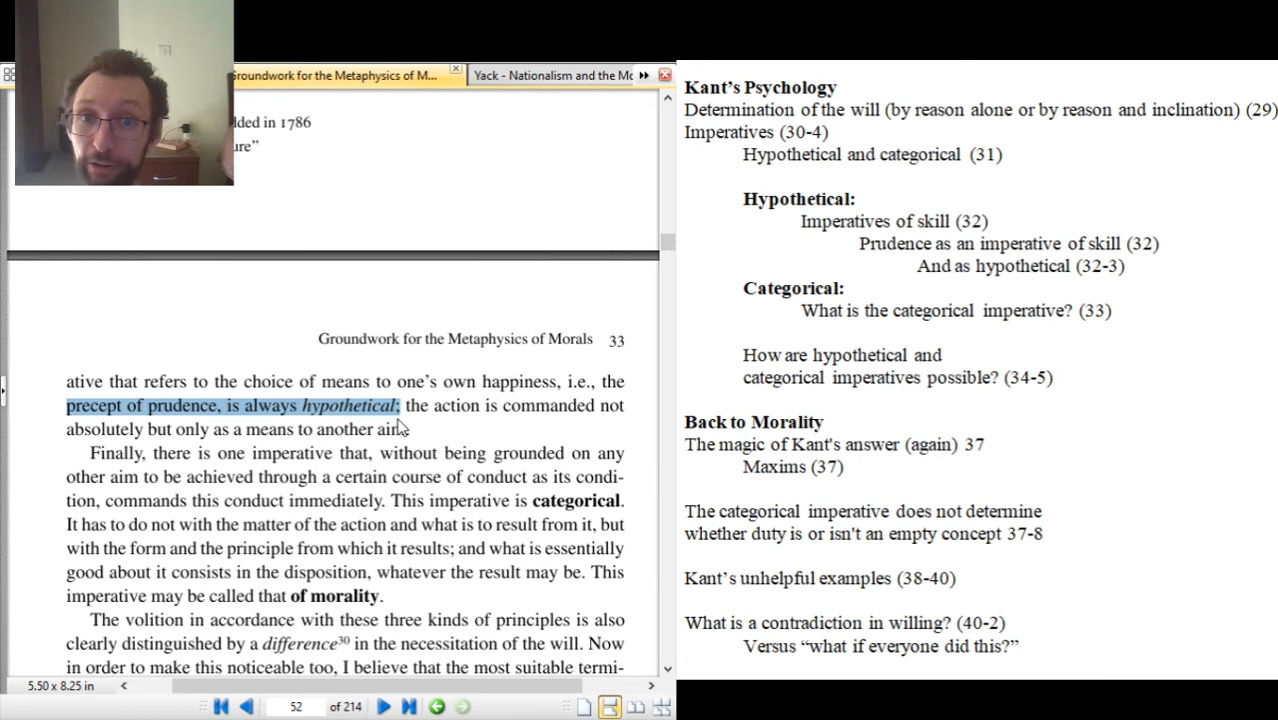 Groundwork for the Metaphysics of M...
Yack - Nationalism and the Mo
dded in 1786
ure”
Groundwork for the Metaphysics of Morals 33
ative that refers to the choice of means to one’s own happiness, i.e., the
precept of prudence, is always hypothetical; the action is commanded not
absolutely but only as a means to another aim.
Finally, there is one imperative that, without being grounded on any
other aim to be achieved through a certain course of conduct as its condi-
tion, commands this conduct immediately. This imperative is categorical.
It has to do not with the matter of the action and what is to result from it, but
with the form and the principle from which it results; and what is essentially
good about it consists in the disposition, whatever the result may be. This
imperative may be called that of morality.
The volition in accordance with these three kinds of principles is also
clearly distinguished by a difference30 in the necessitation of the will. Now
in order to make this noticeable too, I believe that the most suitable termi-
5.50 x 8.25 in
52 of 214
Kant’s Psychology
Determination of the will (by reason alone or by reason and inclination) (29)
Imperatives (30-4)
Hypothetical and categorical (31)
Hypothetical:
Imperatives of skill (32)
Prudence as an imperative of skill (32)
And as hypothetical (32-3)
Categorical:
What is the categorical imperative? (33)
How are hypothetical and
categorical imperatives possible? (34-5)
Back to Morality
The magic of Kant's answer (again) 37
Maxims (37)
The categorical imperative does not determine
whether duty is or isn't an empty concept 37-8
Kant’s unhelpful examples (38-40)
What is a contradiction in willing? (40-2)
Versus “what if everyone did this?”